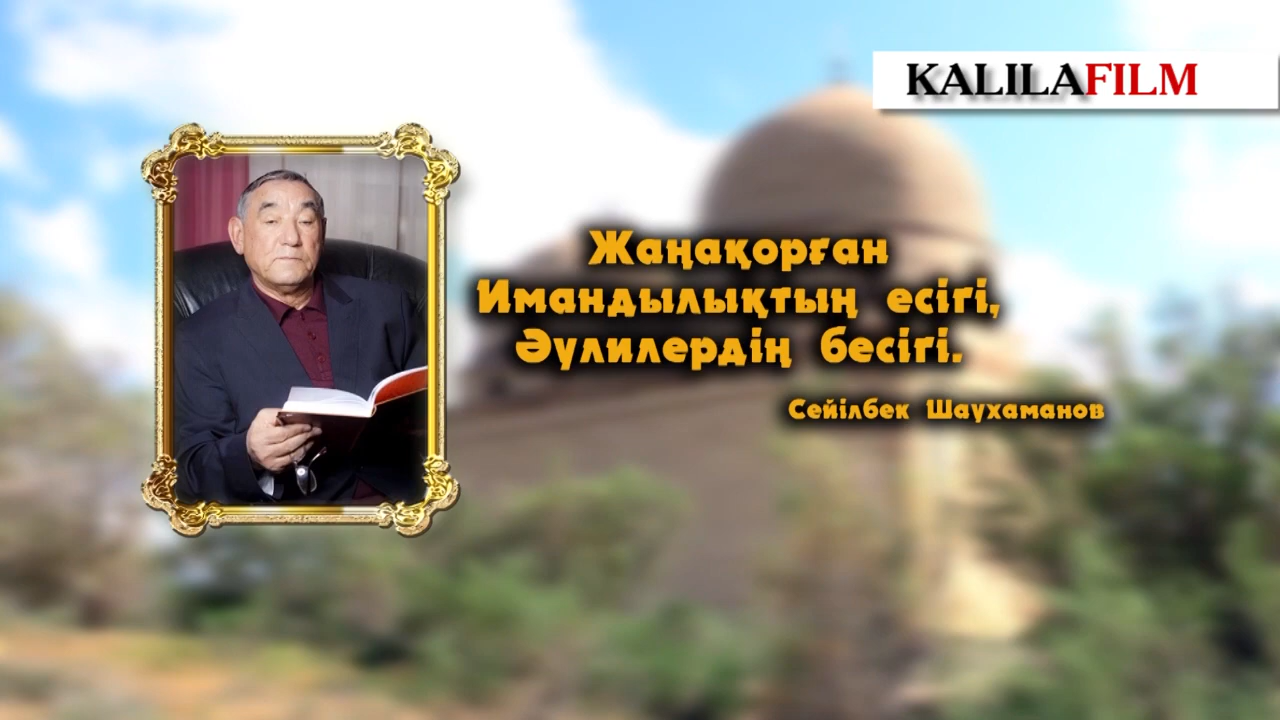 KALILAFILM
Жаңақорған
Имандылықтың есігі,
Әулилердің бесігі.
Сейілбек Шаухаманов